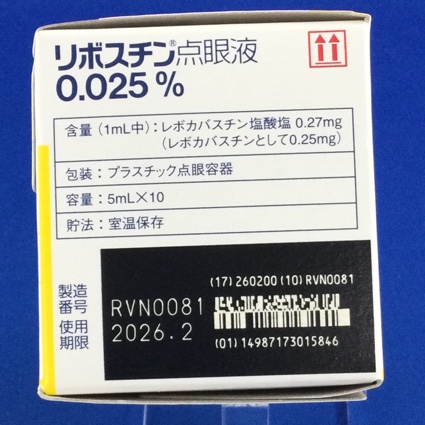 リボスチン®点眼液
0.025%
含量(1mL中):レボカバスチン塩酸塩 0.27mg
(レボカバスチンとして0.25mg)
包装:プラスチック点眼容器
容量:5mL×10
貯法:室温保存
(17)260200(10)RVN0081
製造番号 RVN0081
使用期限 2026.2
(01)14987173015846